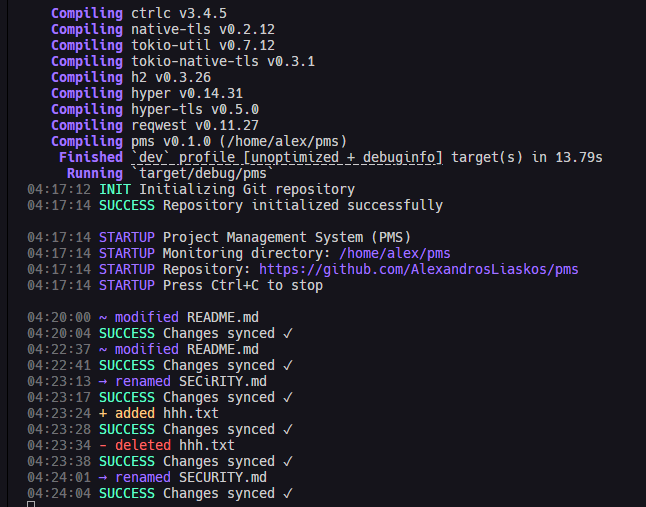 Compiling ctrlc v3.4.5
Compiling native-tls v0.2.12
Compiling tokio-util v0.7.12
Compiling tokio-native-tls v0.3.1
Compiling h2 v0.3.26
Compiling hyper v0.14.31
Compiling hyper-tls v0.5.0
Compiling reqwest v0.11.27
Compiling pms v0.1.0 (/home/alex/pms)
Finished `dev` profile [unoptimized + debuginfo] target(s) in 13.79s
Running `target/debug/pms`
04:17:12 INIT Initializing Git repository
04:17:14 SUCCESS Repository initialized successfully
04:17:14 STARTUP Project Management System (PMS)
04:17:14 STARTUP Monitoring directory: /home/alex/pms
04:17:14 STARTUP Repository: https://github.com/AlexandrosLiaskos/pms
04:17:14 STARTUP Press Ctrl+C to stop
04:20:00 ~ modified README.md
04:20:04 SUCCESS Changes synced ✓
04:22:37 ~ modified README.md
04:22:41 SUCCESS Changes synced ✓
04:23:13 → renamed SECiRITY.md
04:23:17 SUCCESS Changes synced ✓
04:23:24 + added hhh.txt
04:23:28 SUCCESS Changes synced ✓
04:23:34 - deleted hhh.txt
04:23:38 SUCCESS Changes synced ✓
04:24:01 → renamed SECURITY.md
04:24:04 SUCCESS Changes synced ✓